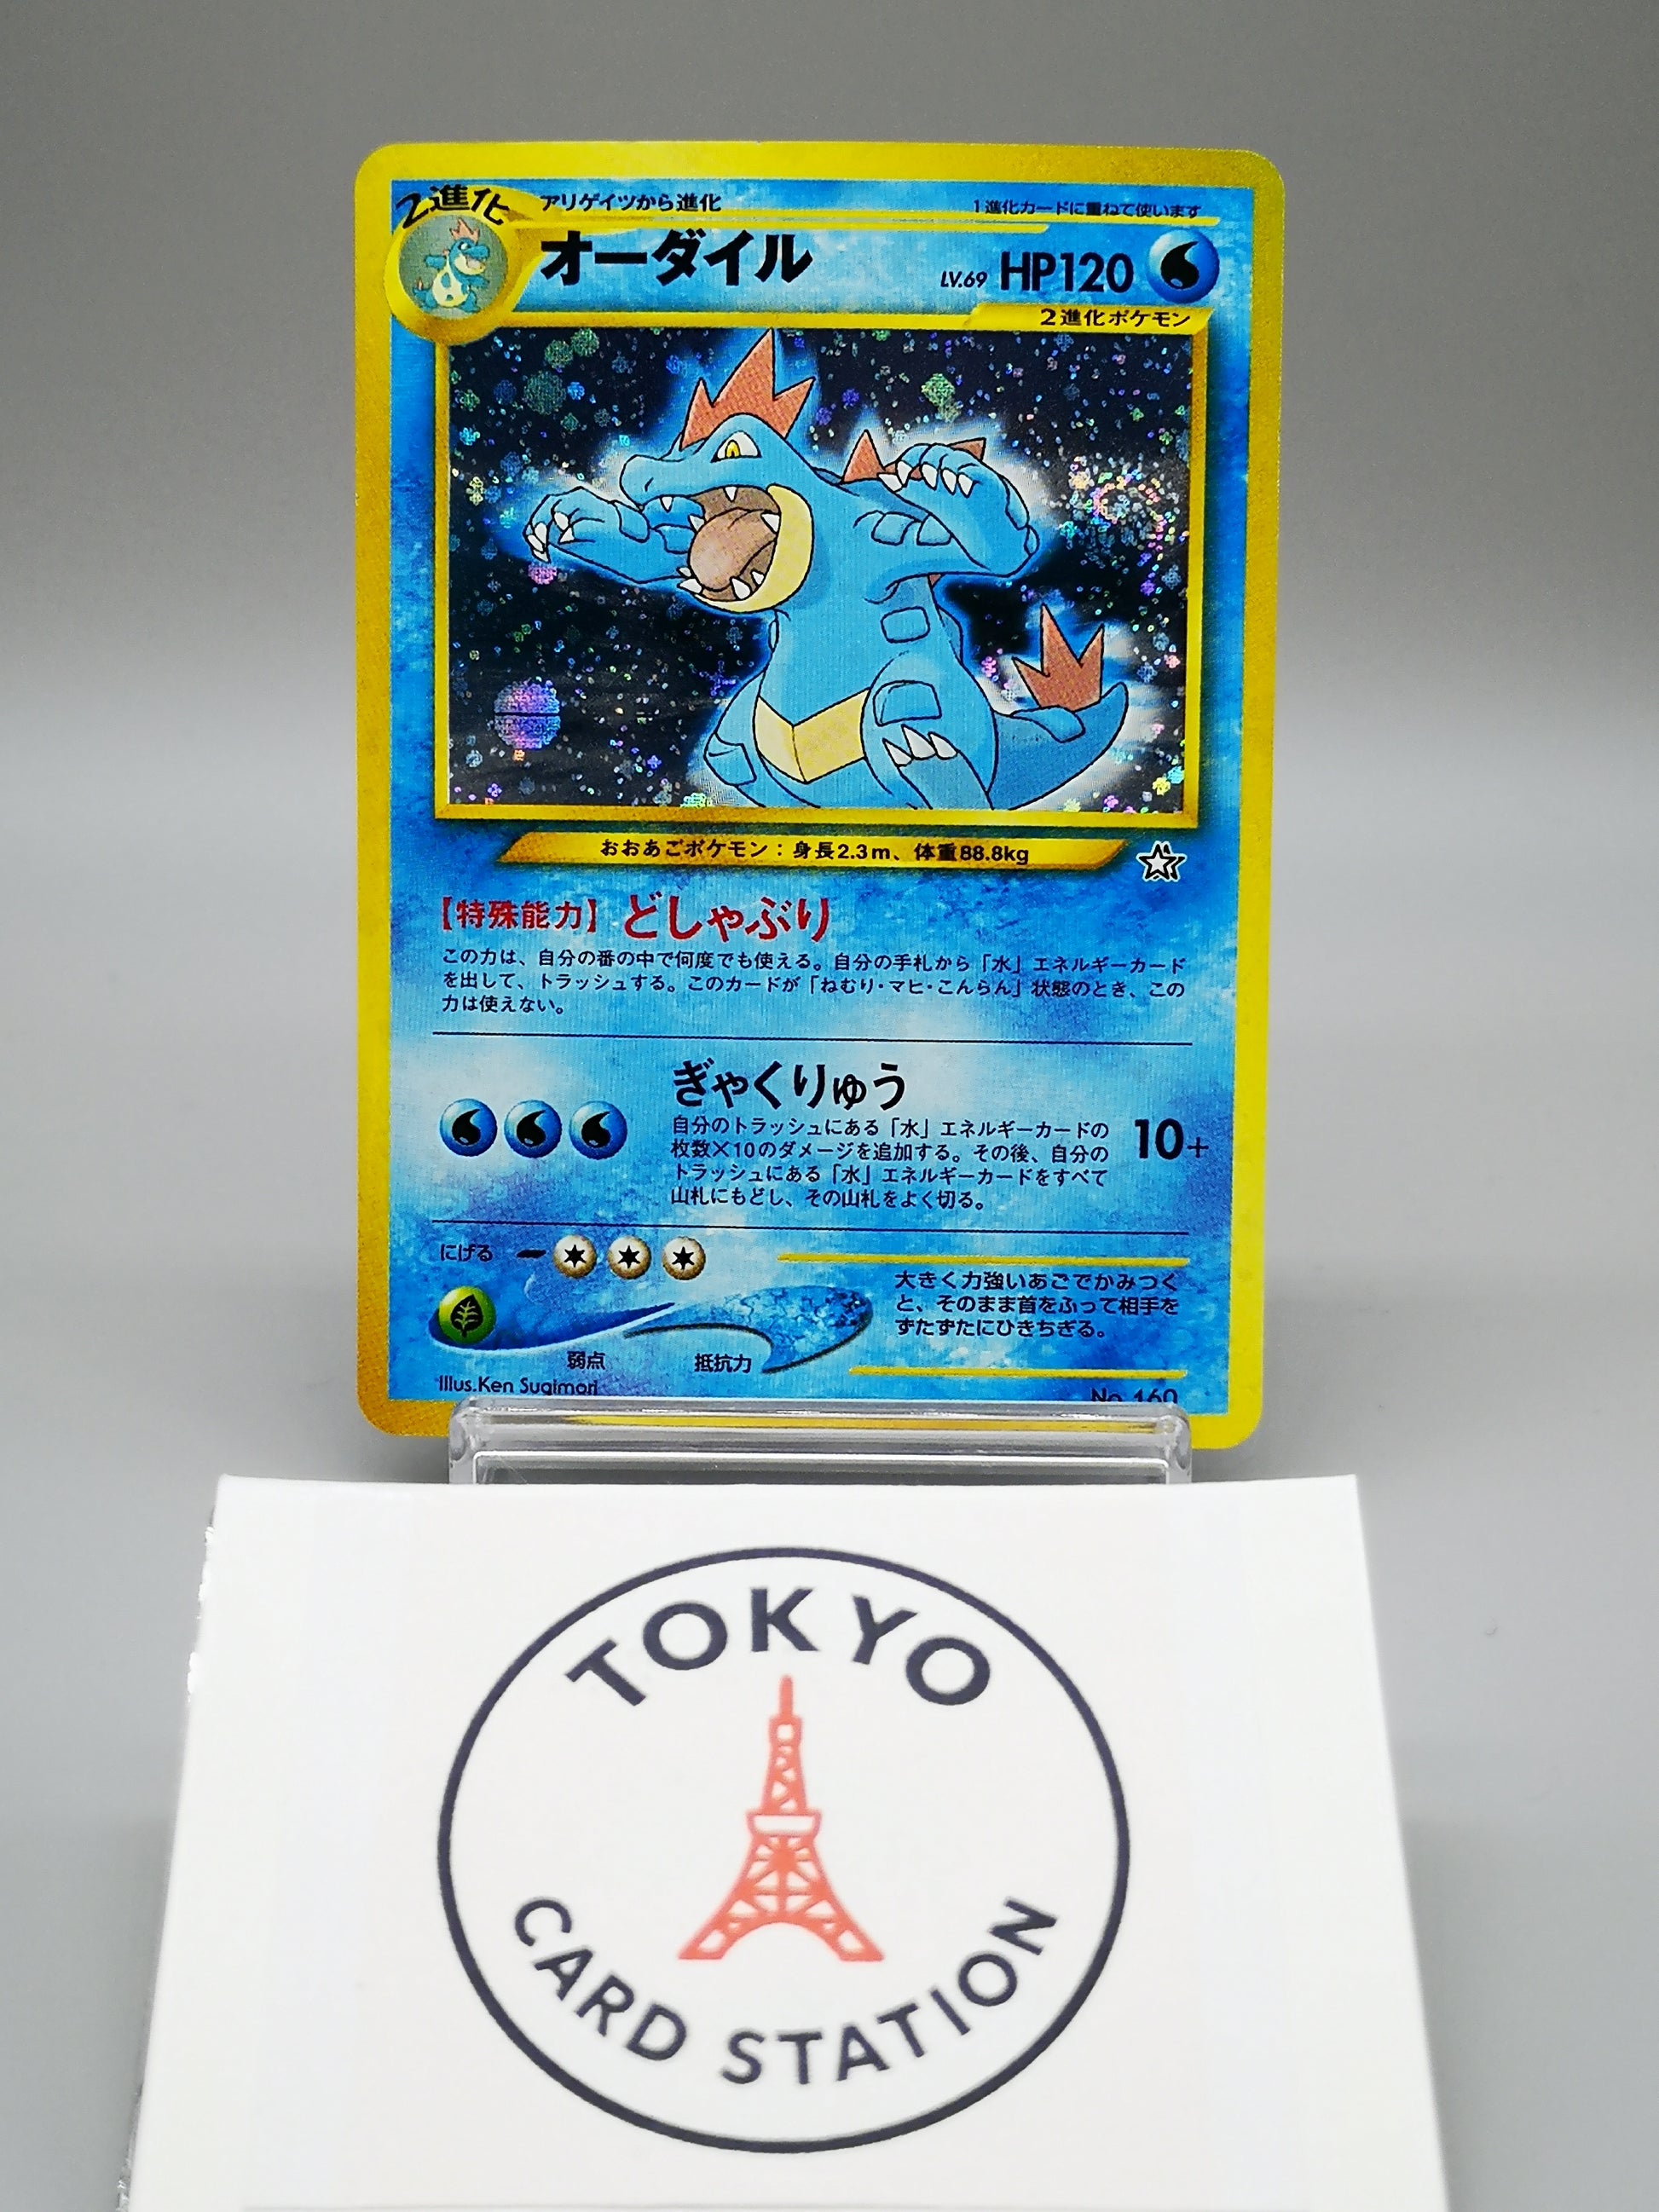 2進化
アリゲイツから進化
1進化カードに重ねて使います
オーダイル
LV.69 HP120
2進化ポケモン
おおあごポケモン：身長2.3m、体重88.8kg
【特殊能力】どしゃぶり
この力は、自分の番の中で何度でも使える。自分の手札から「水」エネルギーカード
を出して、トラッシュする。このカードが「ねむり・マヒ・こんらん」状態のとき、この
力は使えない。
ぎゃくりゅう
自分のトラッシュにある「水」エネルギーカードの
枚数×10のダメージを追加する。その後、自分の
トラッシュにある「水」エネルギーカードをすべて
山札にもどし、その山札をよく切る。
10+
にげる
大きく力強いあごでかみつく
と、そのまま首をふって相手を
ずたずたにひきちぎる。
弱点
抵抗力
Illus.Ken Sugimori
No.160
TOKYO
CARD STATION